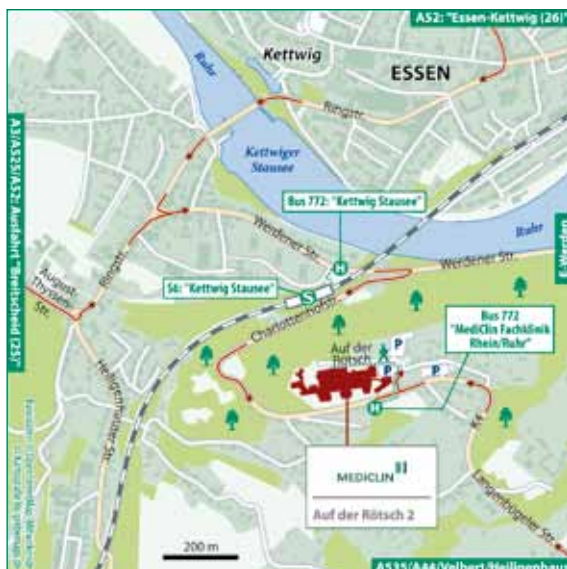 A52: "Essen-Kettwig (26)"
Ruhr
Kettwig
ESSEN
Ringstr.
Kettwiger
Stausee
A3/A525/A52: Ausfahrt "Breitscheid (25)"
Bus 772: "Kettwig Stausee"
H
Ruhr
E-Werden
Werdener Str.
Werdener Str.
Ringstr.
S6: "Kettwig Stausee"
S
August-
Thyssen-
Str.
Charlottenhofstr.
Bus 772
"MediClin Fachklinik
Rhein/Ruhr"
Auf der
Rötsch
P
P
P
H
Heiligenhauser Str.
MEDICLIN
Auf der Rötsch 2
Langenbügeler Str.
200 m
A535/A44/Velbert/Heiligenhaus